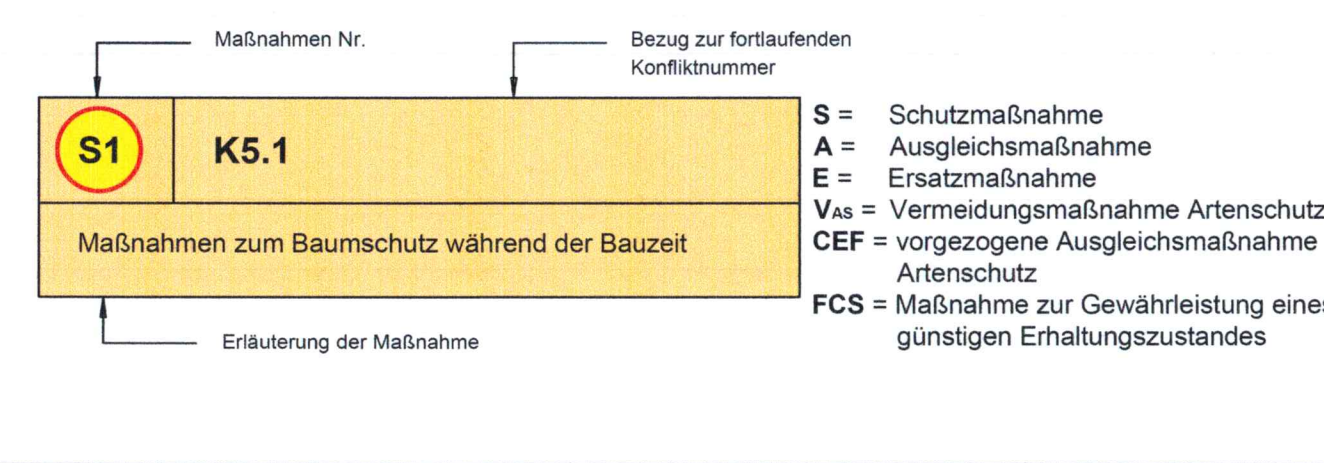 Maßnahmen Nr.
Bezug zur fortlaufenden
Konfliktnummer
S1
K5.1
Maßnahmen zum Baumschutz während der Bauzeit
Erläuterung der Maßnahme
S = Schutzmaßnahme
A = Ausgleichsmaßnahme
E = Ersatzmaßnahme
VAS = Vermeidungsmaßnahme Artenschutz
CEF = vorgezogene Ausgleichsmaßnahme
Artenschutz
FCS = Maßnahme zur Gewährleistung eines
günstigen Erhaltungszustandes